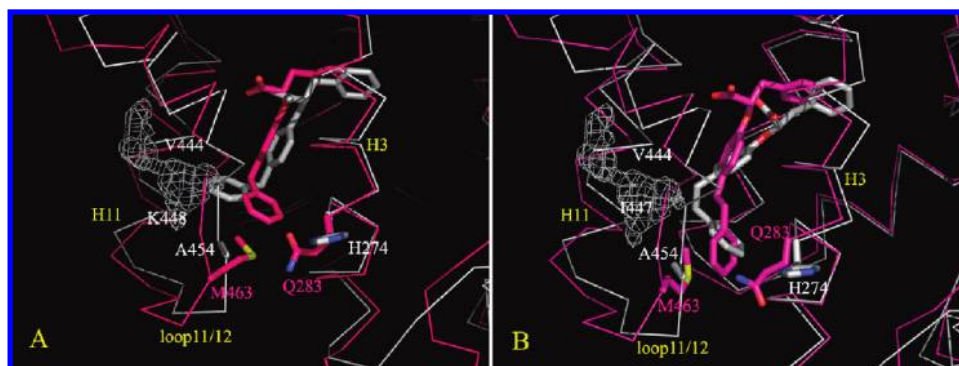 V444
H3
H11
K448
A454
H274
M463
Q283
loop11/12
A
V444
H3
I447
H11
Q283
A454
M463
H274
loop11/12
B